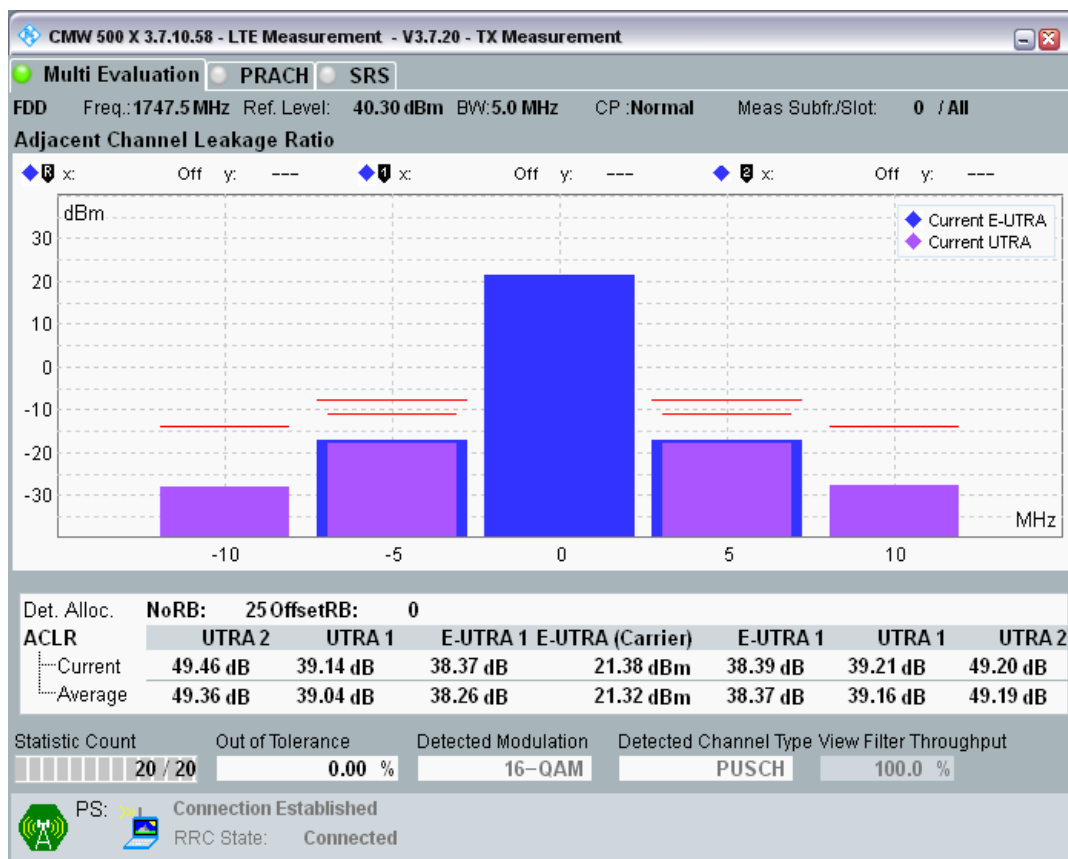 CMW 500 X 3.7.10.58 - LTE Measurement - V3.7.20 - TX Measurement
Multi Evaluation PRACH SRS
FDD Freq.:1747.5 MHz Ref. Level: 40.30 dBm BW:5.0 MHz CP :Normal Meas Subfr./Slot: 0 / All
Adjacent Channel Leakage Ratio
R x: Off y: --- 1 x: Off y: --- 2 x: Off y: ---
dBm
Current E-UTRA
Current UTRA
30
20
10
0
-10
-20
-30
MHz
-10 -5 0 5 10
Det. Alloc. NoRB: 25 OffsetRB: 0
ACLR UTRA 2 UTRA 1 E-UTRA 1 E-UTRA (Carrier) E-UTRA 1 UTRA 1 UTRA 2
Current 49.46 dB 39.14 dB 38.37 dB 21.38 dBm 38.39 dB 39.21 dB 49.20 dB
Average 49.36 dB 39.04 dB 38.26 dB 21.32 dBm 38.37 dB 39.16 dB 49.19 dB
Statistic Count Out of Tolerance Detected Modulation Detected Channel Type View Filter Throughput
20 / 20 0.00 % 16-QAM PUSCH 100.0 %
PS: Connection Established
RRC State: Connected